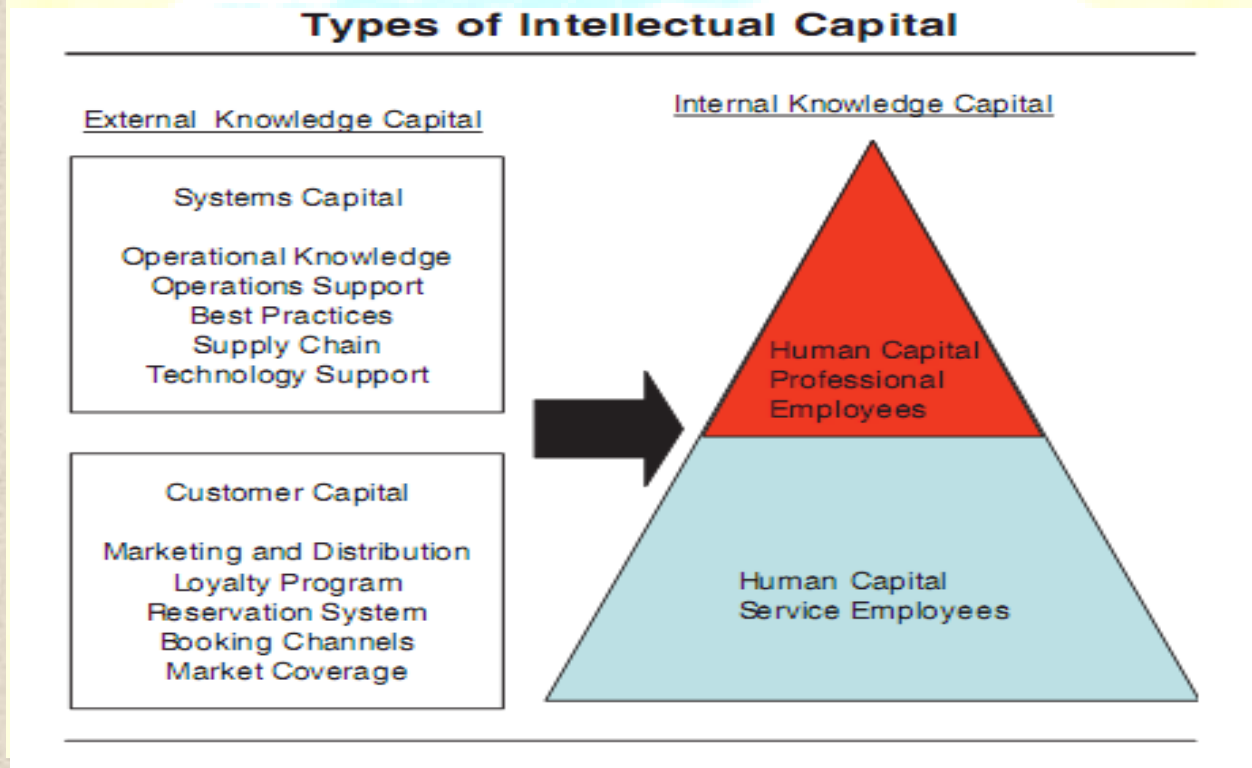 Types of Intellectual Capital
External Knowledge Capital
Systems Capital
Operational Knowledge
Operations Support
Best Practices
Supply Chain
Technology Support
Customer Capital
Marketing and Distribution
Loyalty Program
Reservation System
Booking Channels
Market Coverage
Internal Knowledge Capital
Human Capital
Professional
Employees
Human Capital
Service Employees